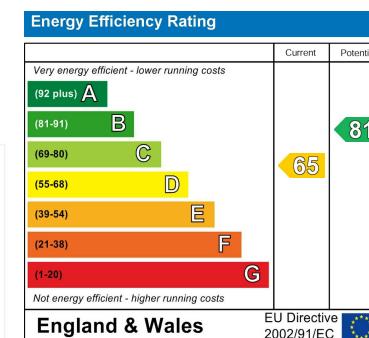 Energy Efficiency Rating
Current Potenti
Very energy efficient - lower running costs
(92 plus) A
(81-91) B
81
(69-80) C
65
(55-68) D
(39-54) E
(21-38) F
(1-20) G
Not energy efficient - higher running costs
England & Wales
EU Directive
2002/91/EC